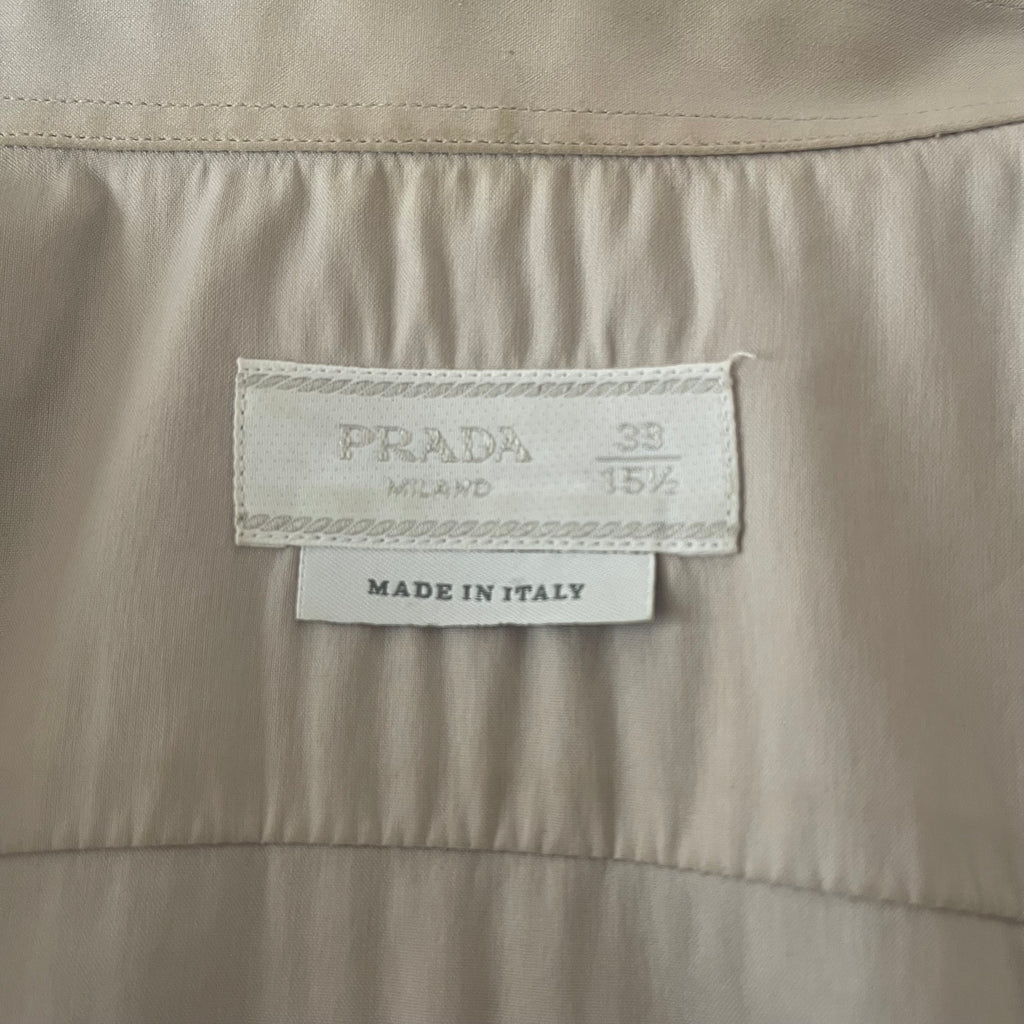 PRADA
MILANO
39
15½
MADE IN ITALY